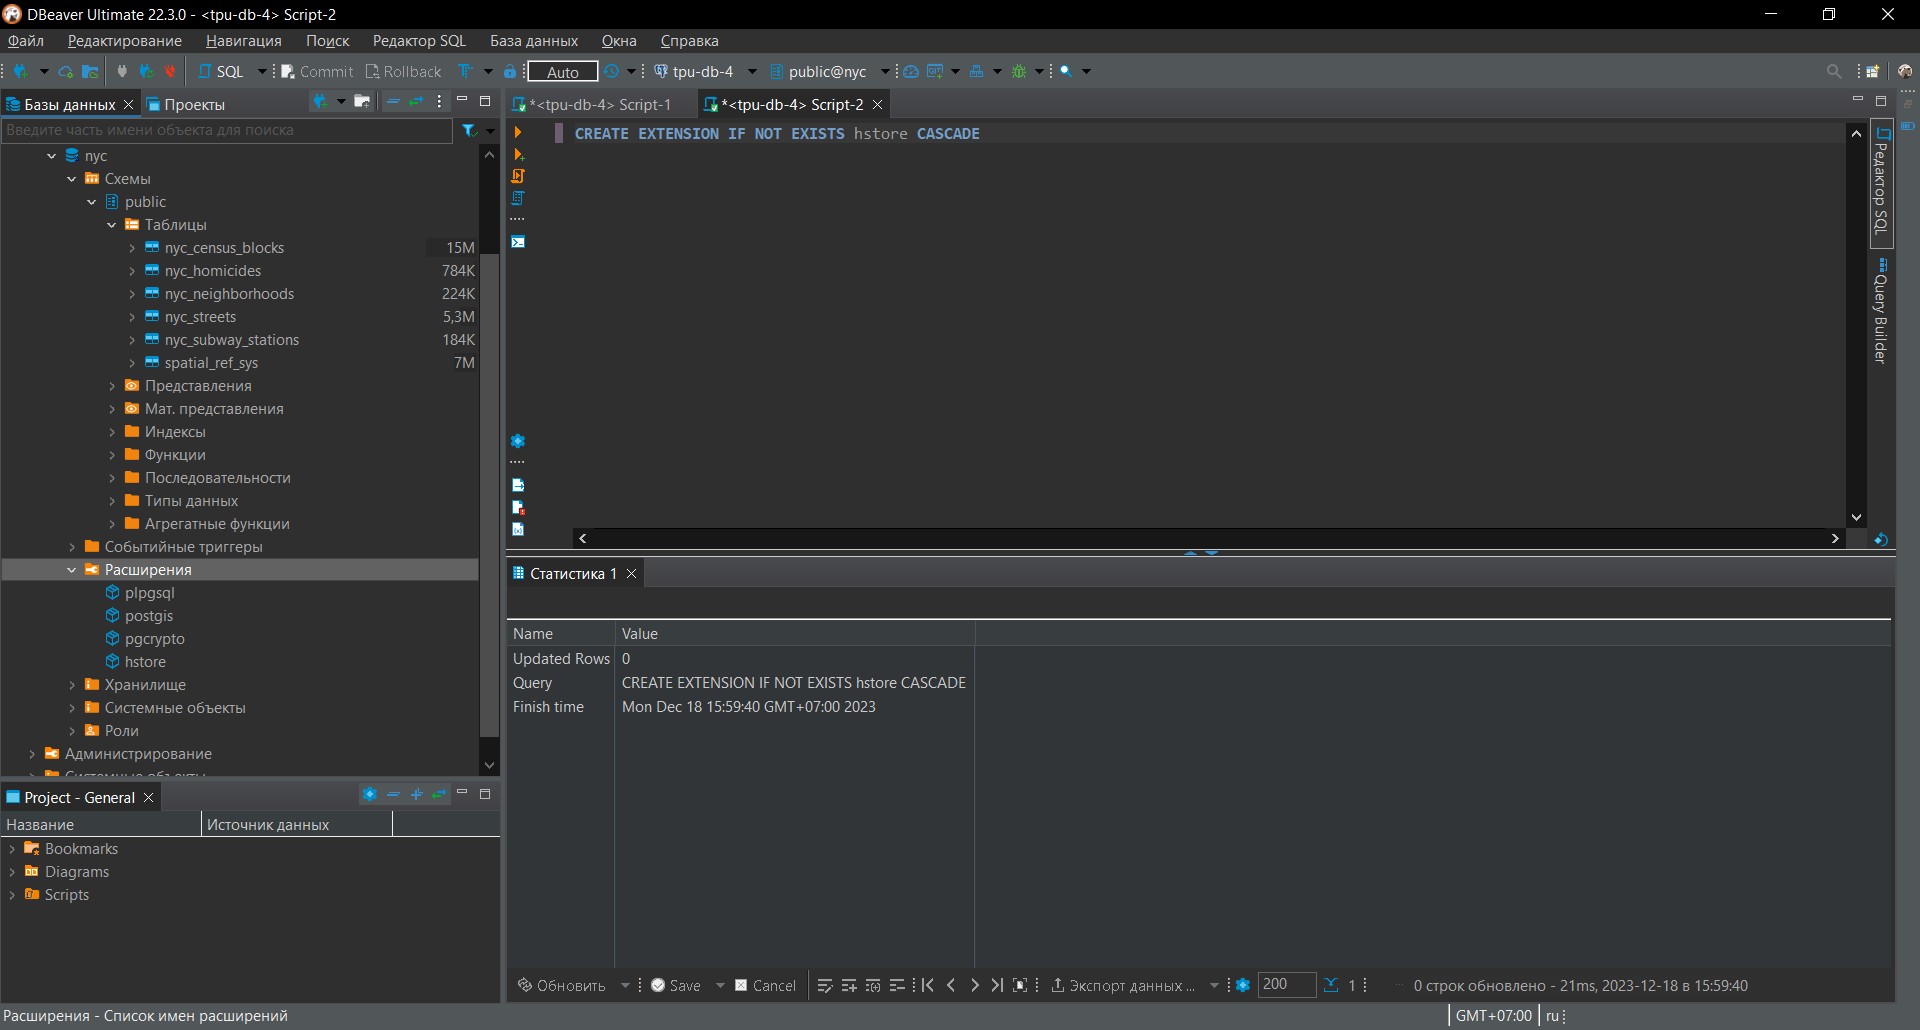 DBeaver Ultimate 22.3.0 - <tpu-db-4> Script-2
Файл Редактирование Навигация Поиск Редактор SQL База данных Окна Справка
SQL Commit Rollback Auto tpu-db-4 public@nyc
Базы данных Проекты
Введите часть имени объекта для поиска
nyc
Схемы
public
Таблицы
nyc_census_blocks 15M
nyc_homicides 784K
nyc_neighborhoods 224K
nyc_streets 5,3M
nyc_subway_stations 184K
spatial_ref_sys 7M
Представления
Мат. представления
Индексы
Функции
Последовательности
Типы данных
Агрегатные функции
Событийные триггеры
Расширения
plpgsql
postgis
pgcrypto
hstore
Хранилище
Системные объекты
Роли
Администрирование
Системные объекты
Project - General
Название Источник данных
Bookmarks
Diagrams
Scripts
*<tpu-db-4> Script-1 *<tpu-db-4> Script-2
CREATE EXTENSION IF NOT EXISTS hstore CASCADE
Редактор SQL
Query Builder
Статистика 1
Name Value
Updated Rows 0
Query CREATE EXTENSION IF NOT EXISTS hstore CASCADE
Finish time Mon Dec 18 15:59:40 GMT+07:00 2023
Обновить Save Cancel Экспорт данных ... 200 1 0 строк обновлено - 21ms, 2023-12-18 в 15:59:40
Расширения - Список имен расширений GMT+07:00 ru